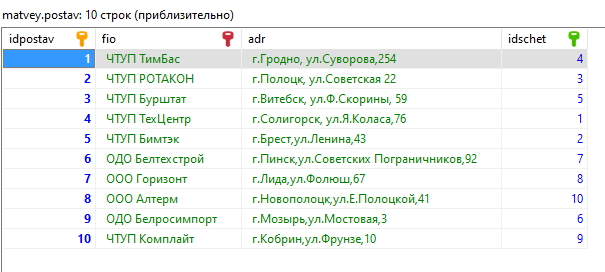 matvey.postav: 10 строк (приблизительно)
idpostav fio adr idschet
1 ЧТУП ТимБас г.Гродно, ул.Суворова,254 4
2 ЧТУП РОТАКОН г.Полоцк, ул.Советская 22 3
3 ЧТУП Бурштат г.Витебск, ул.Ф.Скорины, 59 5
4 ЧТУП ТехЦентр г.Солигорск, ул.Я.Коласа,76 1
5 ЧТУП Бимтэк г.Брест,ул.Ленина,43 2
6 ОДО Белтехстрой г.Пинск,ул.Советских Пограничников,92 7
7 ООО Горизонт г.Лида,ул.Фолюш,67 8
8 ООО Алтерм г.Новополоцк,ул.Е.Полоцкой,41 10
9 ОДО Белросимпорт г.Мозырь,ул.Мостовая,3 6
10 ЧТУП Комплайт г.Кобрин,ул.Фрунзе,10 9